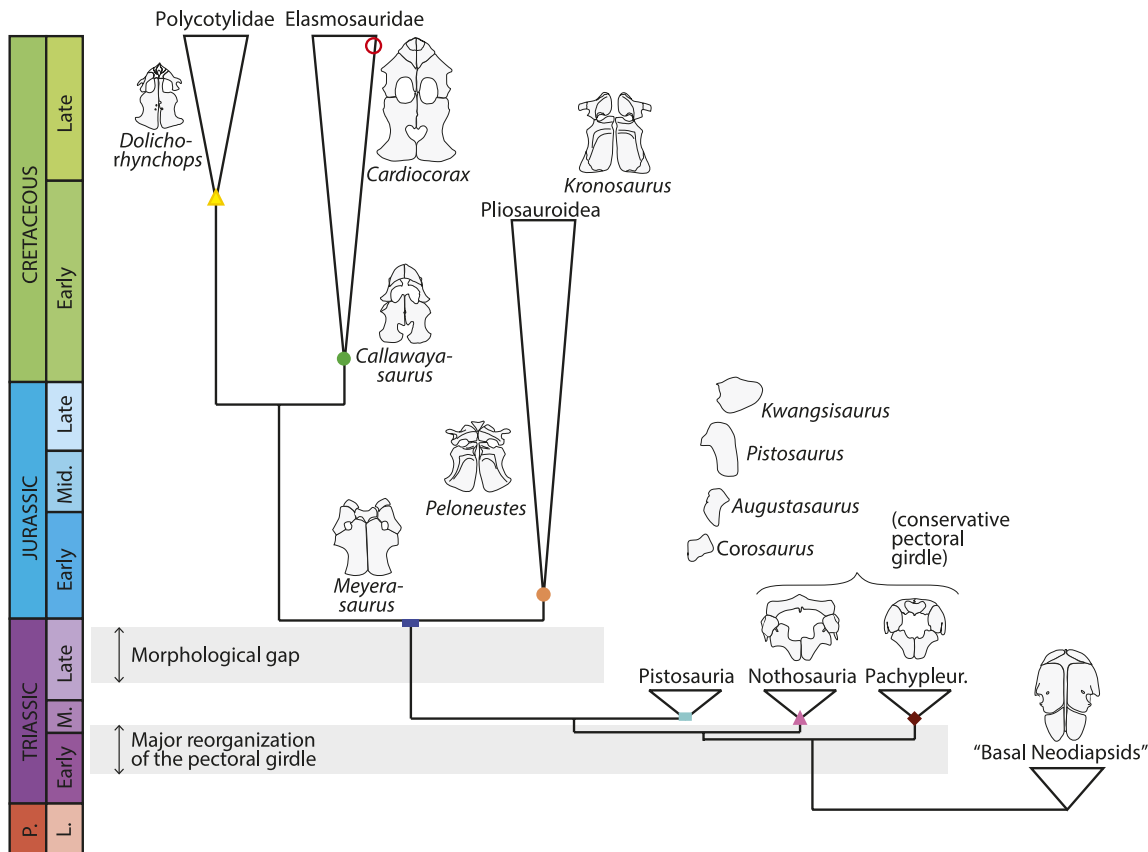 Polycotylidae
Elasmosauridae
Dolicho-
rhynchops
Cardiocorax
Kronosaurus
Pliosauroidea
Callawaya-
saurus
Kwangsisaurus
Pistosaurus
Peloneustes
Augustasaurus
Corosaurus
(conservative
pectoral
girdle)
Meyera-
saurus
Morphological gap
Pistosauria
Nothosauria
Pachypleur.
Major reorganization
of the pectoral girdle
“Basal Neodiapsids”
CRETACEOUS
Late
Early
JURASSIC
Late
Mid.
Early
TRIASSIC
Late
M.
Early
P.
L.